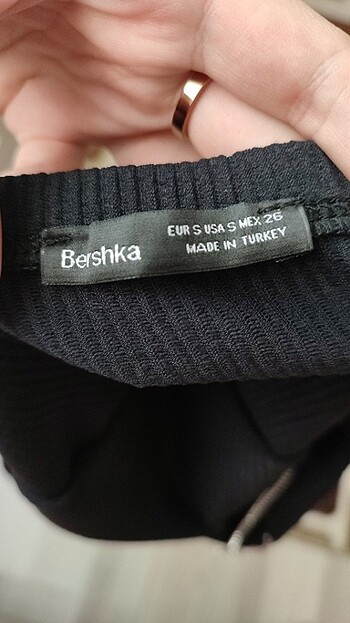 Bershka
EUR S USA S MEX 26
MADE IN TURKEY